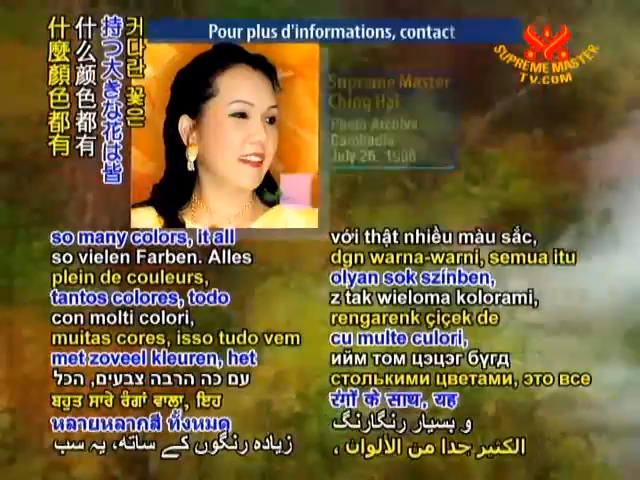 Pour plus d'informations, contact
SUPREME MASTER
TV.COM
커다란 꽃은
持つ大きな花は皆
什么颜色都有
什麼顏色都有
Supreme Master
Ching Hai
Photo Archive
Cambodia
so many colors, it all
so vielen Farben. Alles
plein de couleurs,
tantos colores, todo
con molti colori,
muitas cores, isso tudo vem
met zoveel kleuren, het
עם כה הרבה צבעים, הכל
ਬਹੁਤ ਸਾਰੇ ਰੰਗਾਂ ਵਾਲਾ, ਇਹ
หลายหลากสี ทั้งหมด
زیادہ رنگوں کے ساتھ، یہ سب
với thật nhiều màu sắc,
dgn warna-warni, semua itu
olyan sok színben,
z tak wieloma kolorami,
rengarenk çiçek de
cu multe culori,
ийм том цэцэг бүгд
столькими цветами, это все
रंगों के साथ, यह
و بسیار رنگارنگ
الكثير جدا من الألوان ،